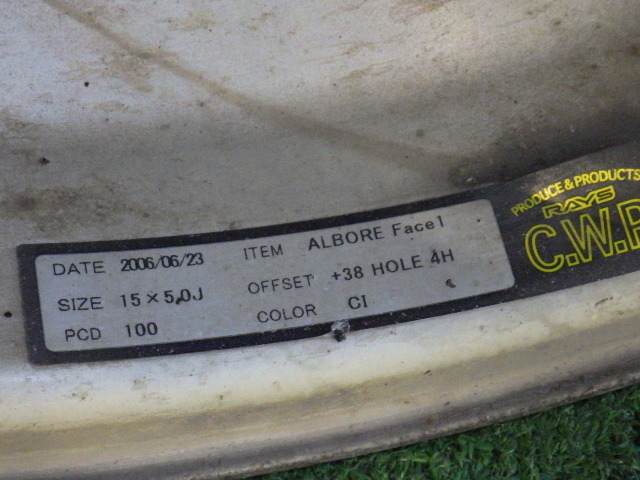 DATE 2006/06/23 ITEM ALBORE Face1
SIZE 15×5.0J OFFSET +38 HOLE 4H
PCD 100 COLOR CI
PRODUCE & PRODUCTS
RAYS
C.W.P